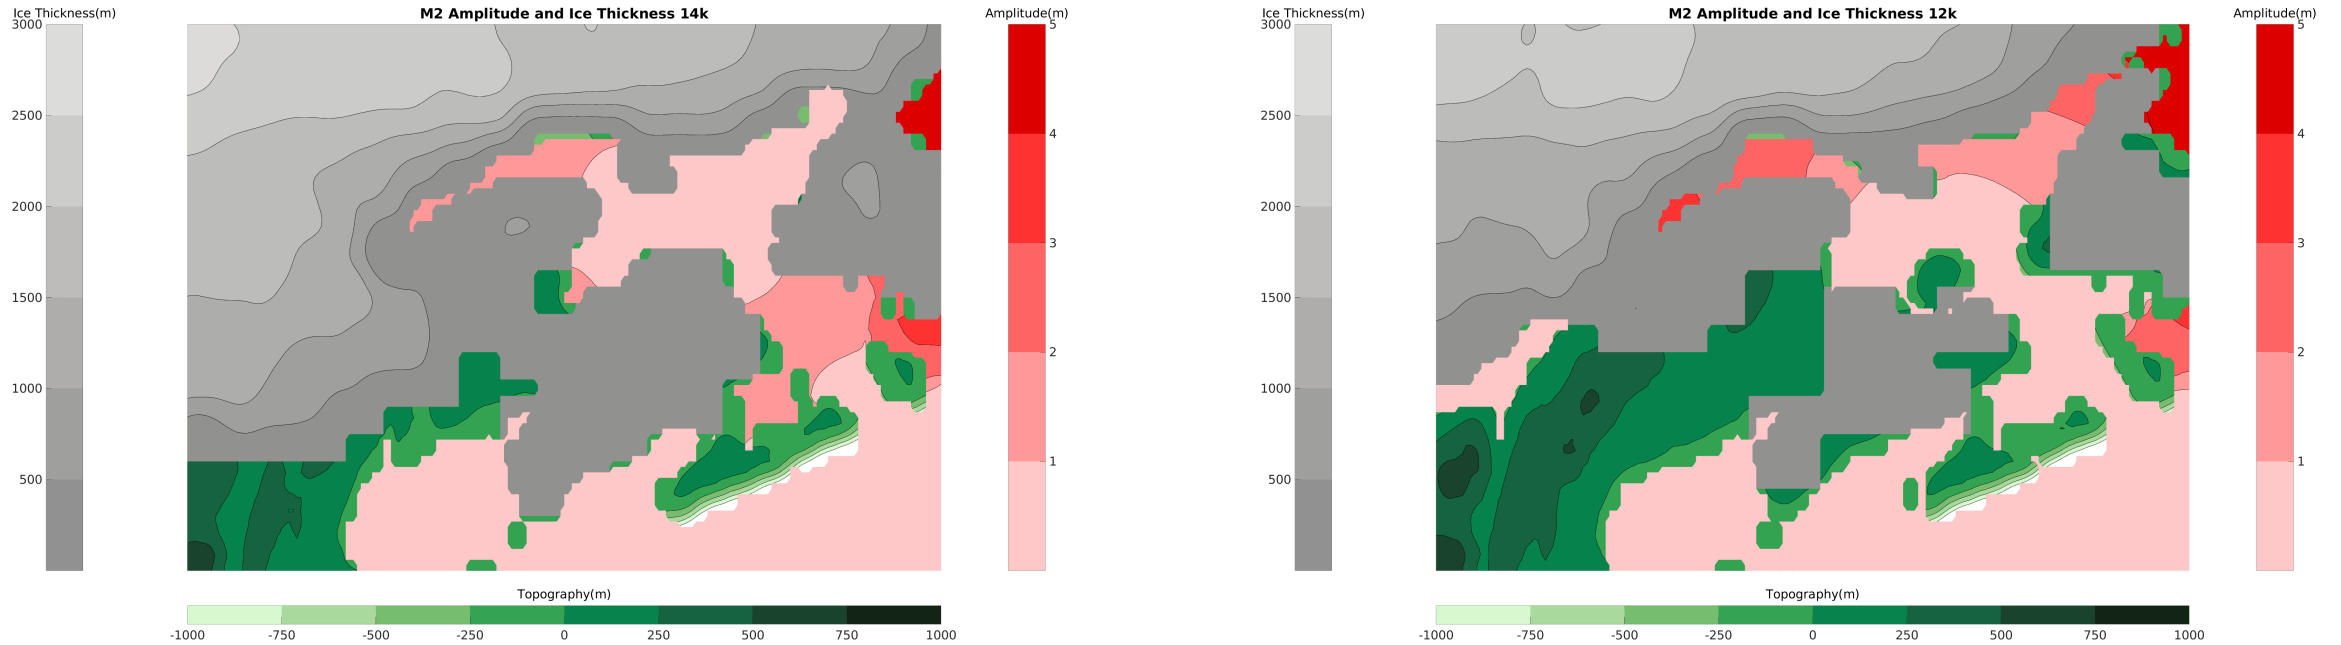 Ice Thickness(m)
M2 Amplitude and Ice Thickness 14k
Amplitude(m)
3000
2500
2000
1500
1000
500
5
4
3
2
1
Topography(m)
-1000 -750 -500 -250 0 250 500 750 1000
Ice Thickness(m)
M2 Amplitude and Ice Thickness 12k
Amplitude(m)
3000
2500
2000
1500
1000
500
5
4
3
2
1
Topography(m)
-1000 -750 -500 -250 0 250 500 750 1000